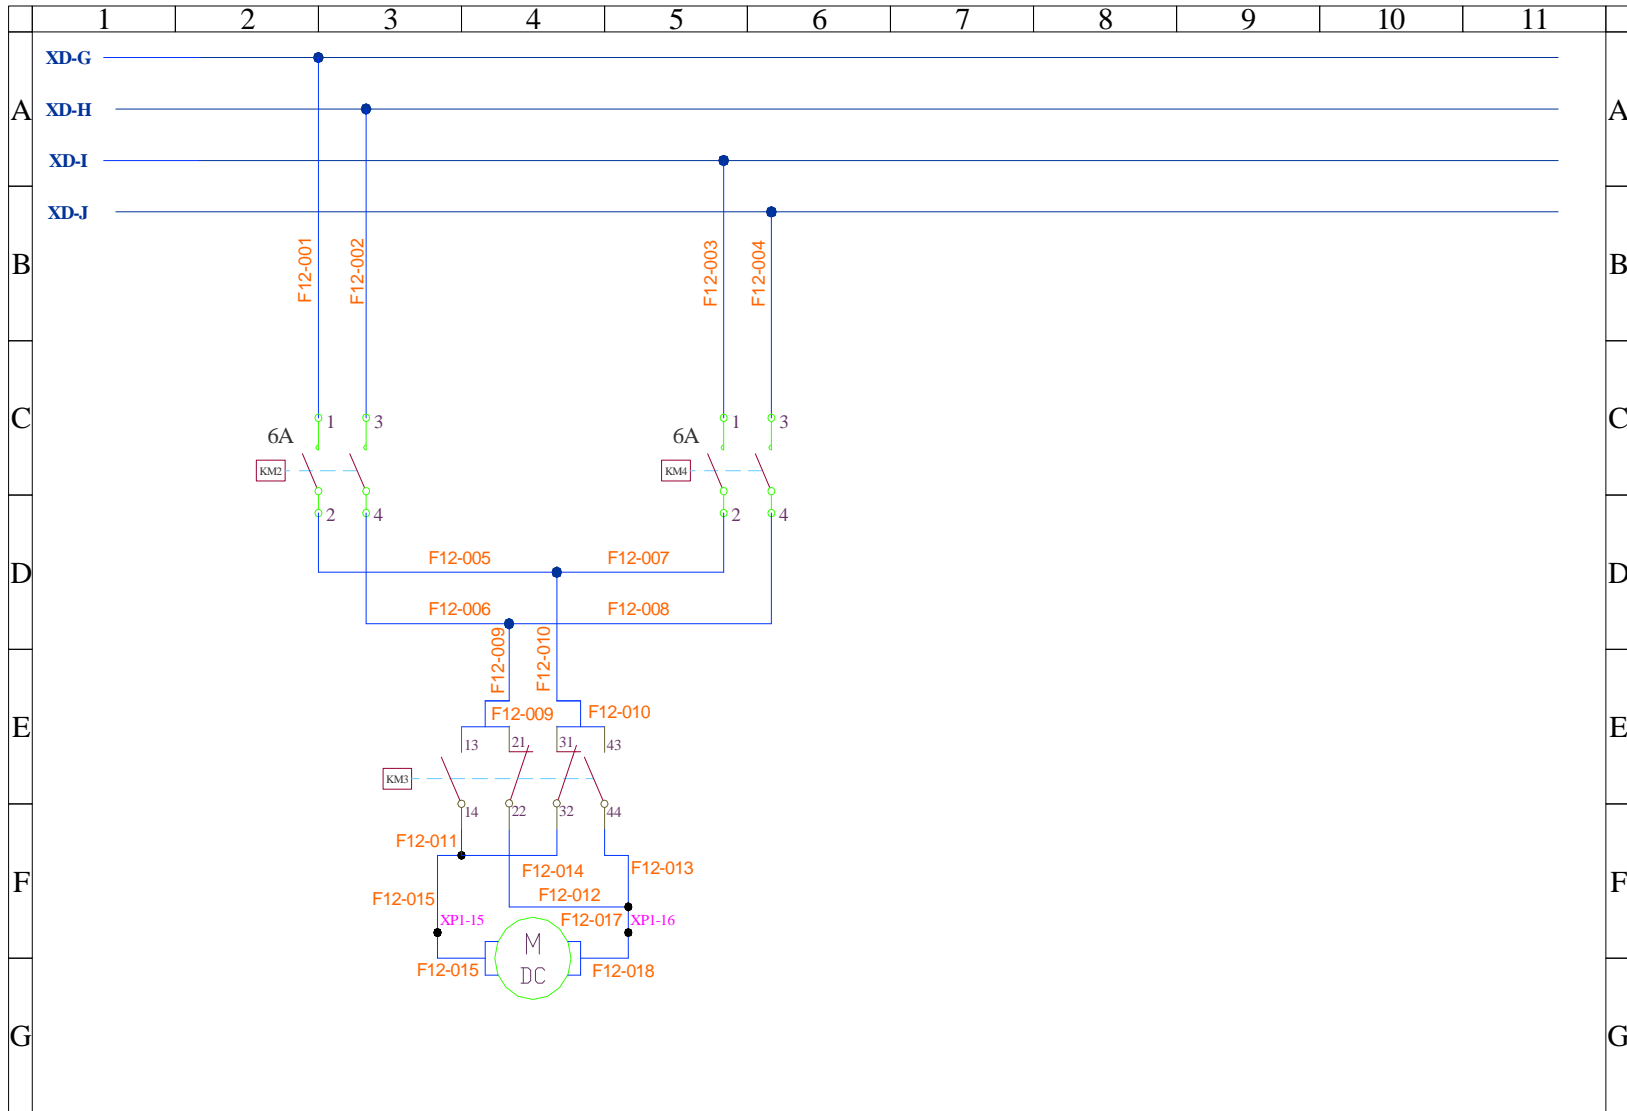 1 2 3 4 5 6 7 8 9 10 11
XD-G
A XD-H A
XD-I
XD-J
B F12-001 F12-002 F12-003 F12-004 B
C 1 3 1 3 C
6A 6A
KM2 KM4
2 4 2 4
F12-005 F12-007
D D
F12-006 F12-008
F12-009 F12-010
F12-009 F12-010
E E
13 21 31 43
KM3
14 22 32 44
F12-011
F12-014 F12-013
F F
F12-015 F12-012
XP1-15 F12-017 XP1-16
M
DC
F12-015 F12-018
G G